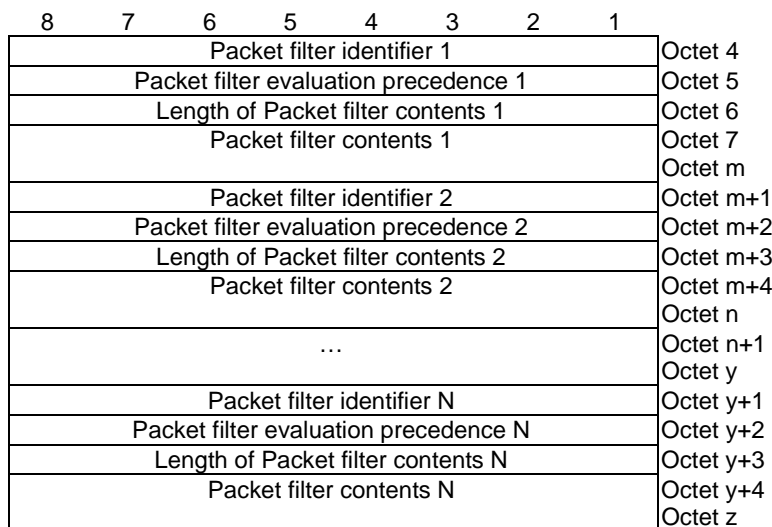 8 7 6 5 4 3 2 1
Packet filter identifier 1 Octet 4
Packet filter evaluation precedence 1 Octet 5
Length of Packet filter contents 1 Octet 6
Packet filter contents 1 Octet 7
Octet m
Packet filter identifier 2 Octet m+1
Packet filter evaluation precedence 2 Octet m+2
Length of Packet filter contents 2 Octet m+3
Packet filter contents 2 Octet m+4
Octet n
… Octet n+1
Octet y
Packet filter identifier N Octet y+1
Packet filter evaluation precedence N Octet y+2
Length of Packet filter contents N Octet y+3
Packet filter contents N Octet y+4
Octet z